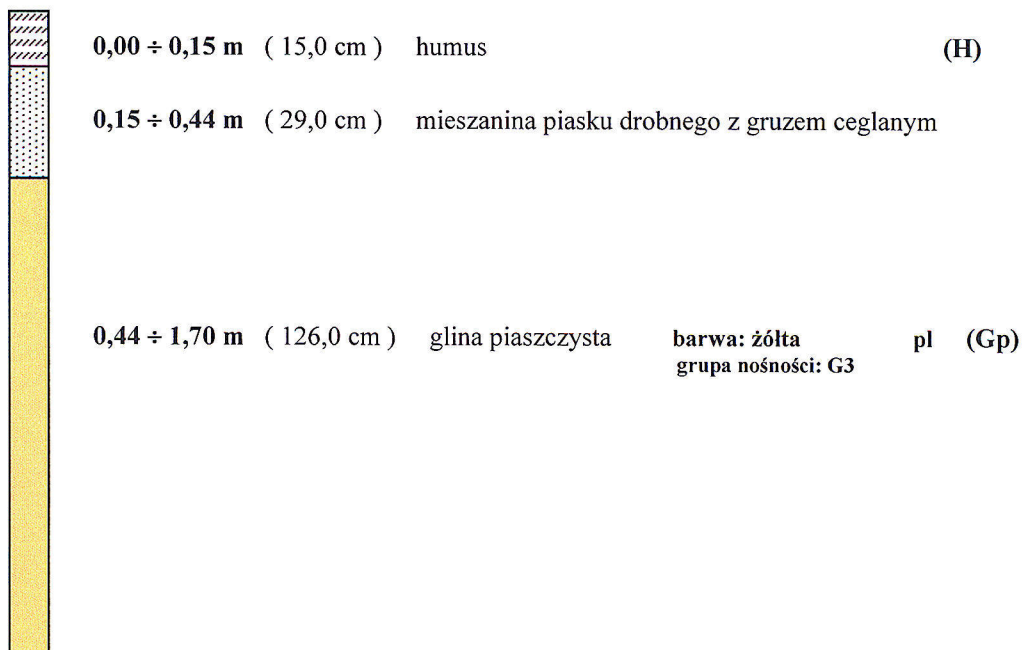 0,00 ÷ 0,15 m ( 15,0 cm ) humus (H)
0,15 ÷ 0,44 m ( 29,0 cm ) mieszanina piasku drobnego z gruzem ceglanym
0,44 ÷ 1,70 m ( 126,0 cm ) glina piaszczysta barwa: żółta pl (Gp)
grupa nośności: G3